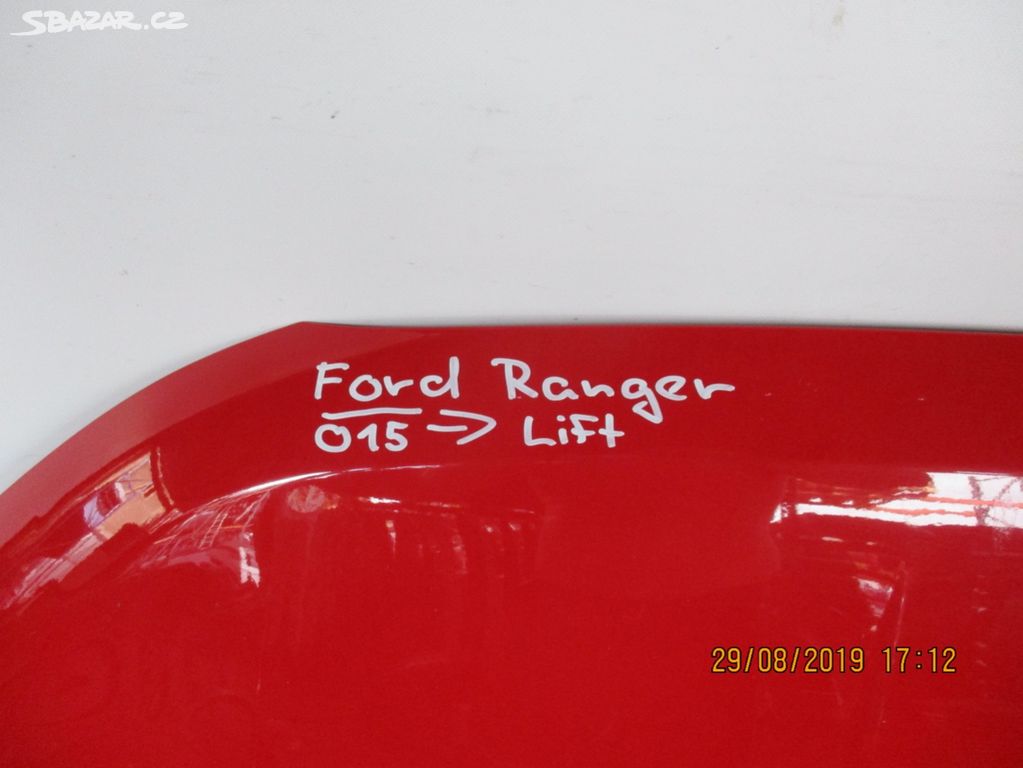 SBAZAR.CZ
Ford Ranger
015 -> Lift
29/08/2019 17:12